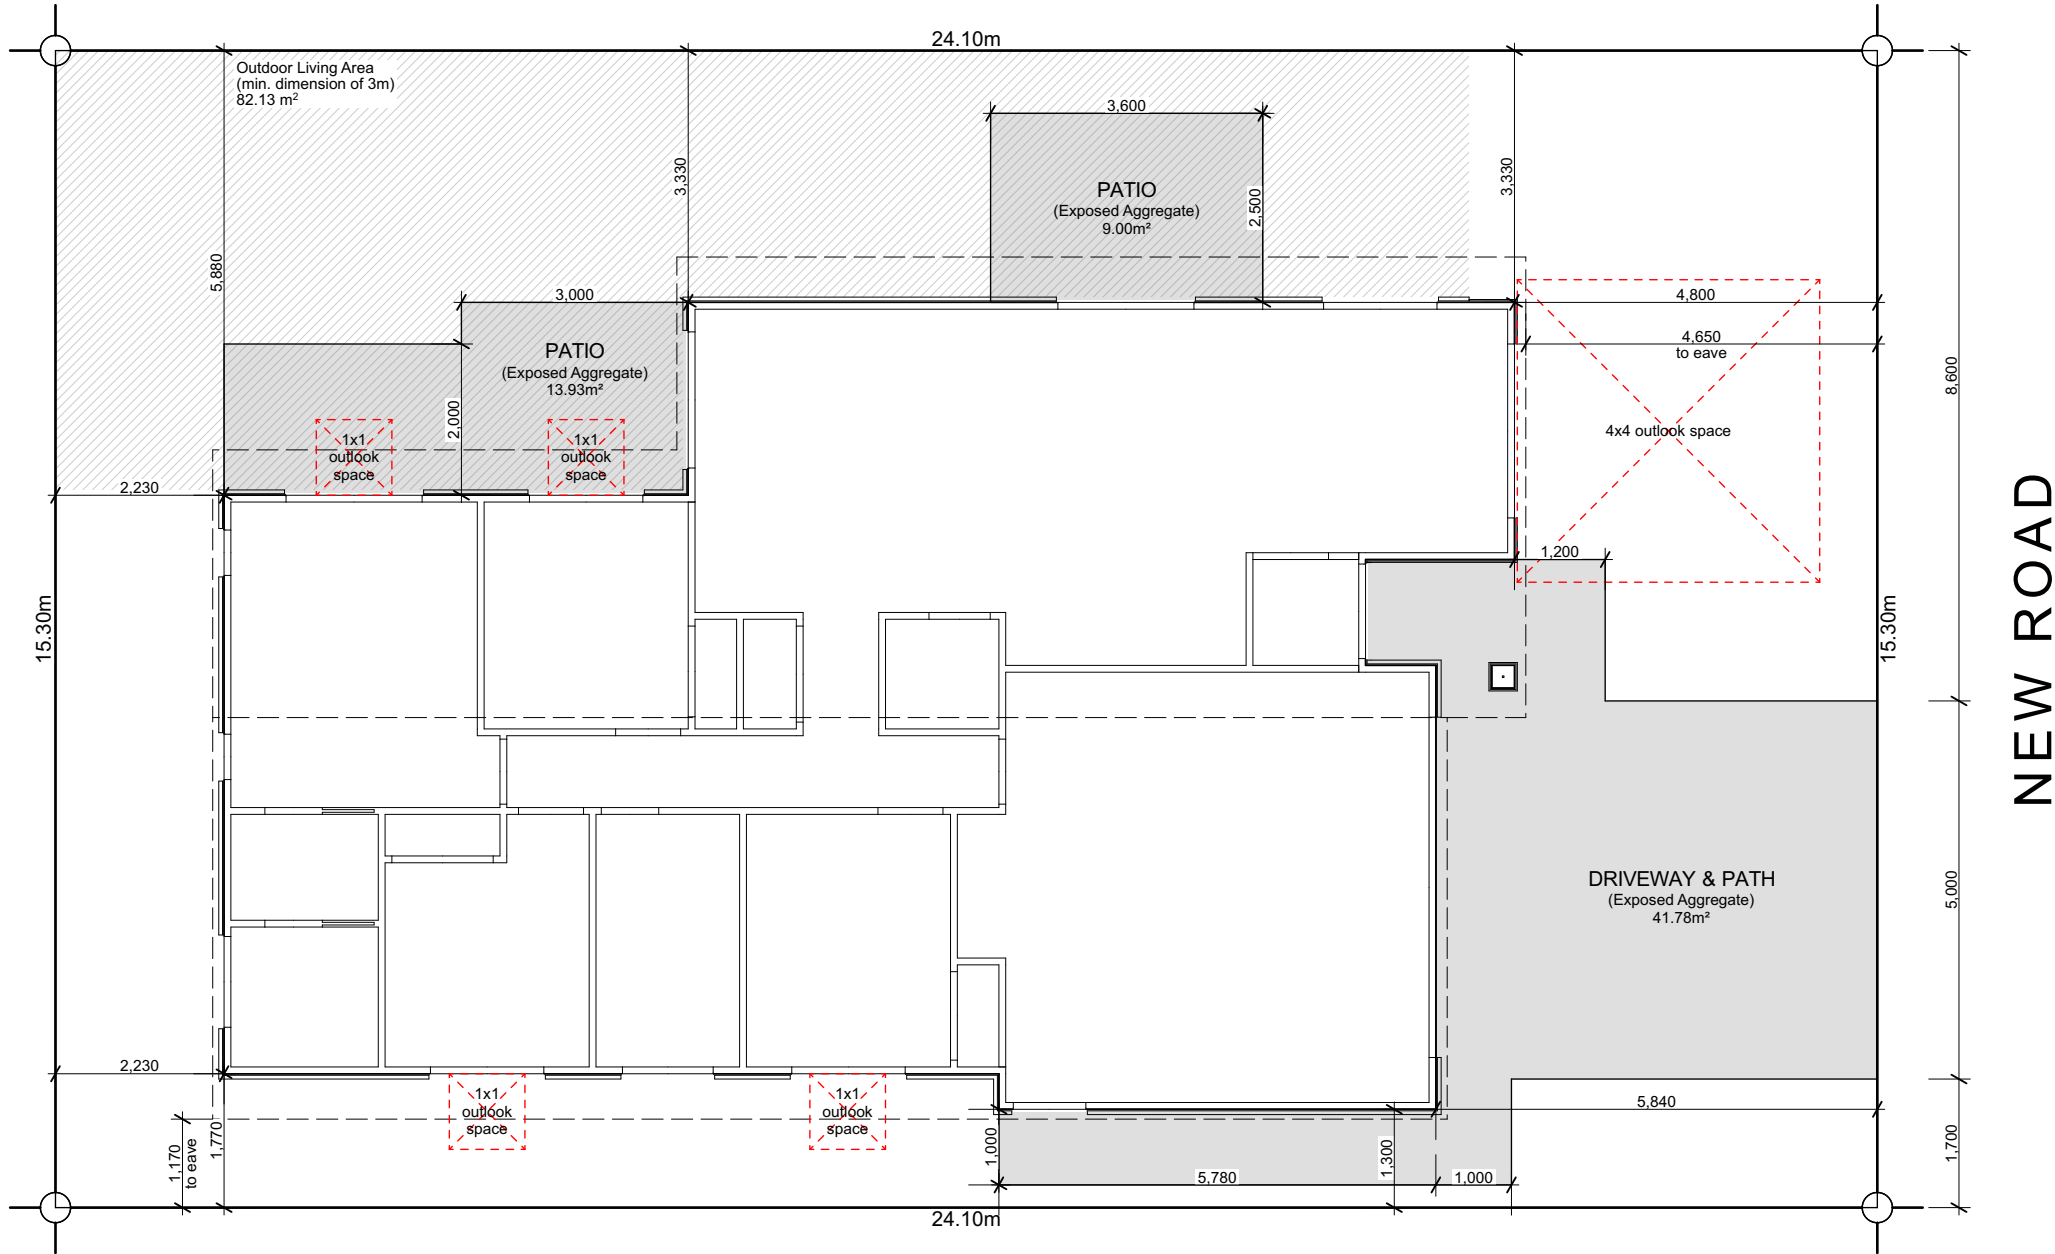 24.10m
Outdoor Living Area
(min. dimension of 3m)
82.13 m²
3,600
3,330
PATIO
(Exposed Aggregate)
9.00m²
2,500
3,330
5,880
3,000
4,800
4,650
to eave
PATIO
(Exposed Aggregate)
13.93m²
2,000
8,600
1x1
outlook
space
1x1
outlook
space
4x4 outlook space
2,230
1,200
15.30m
15.30m
NEW ROAD
DRIVEWAY & PATH
(Exposed Aggregate)
41.78m²
5,000
2,230
1x1
outlook
space
1x1
outlook
space
5,840
1,170
to eave
1,770
1,000
1,300
1,700
5,780
1,000
24.10m